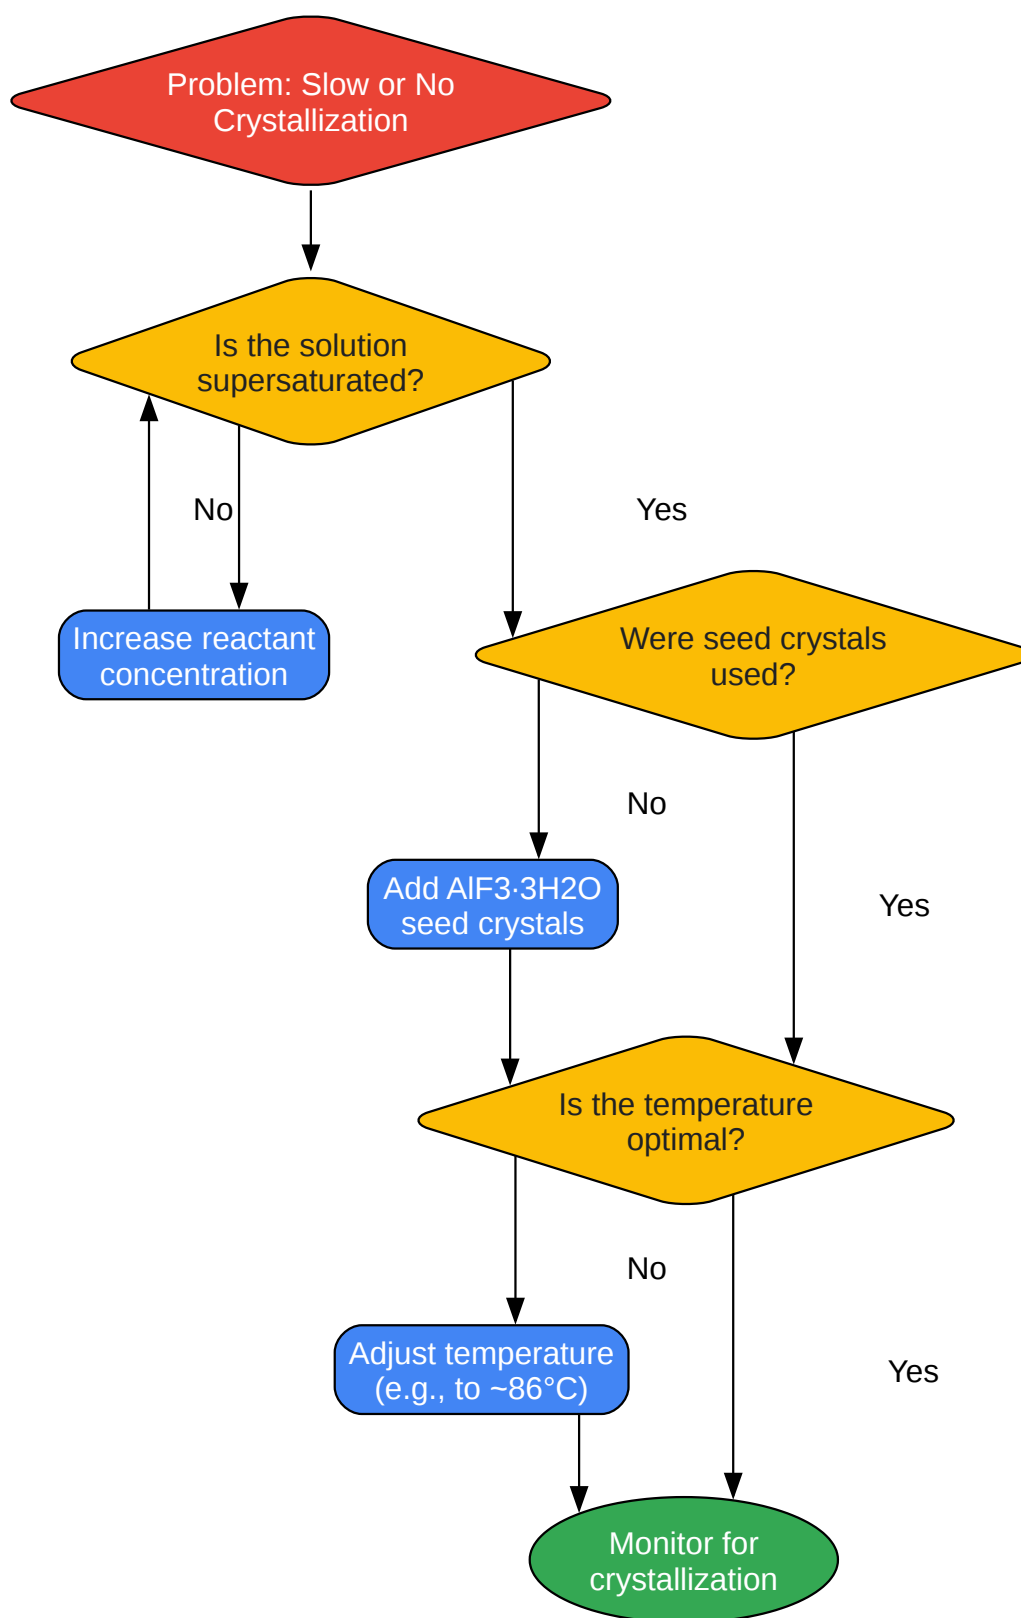 Problem: Slow or No
Crystallization
Is the solution
supersaturated?
No
Yes
Increase reactant
concentration
Were seed crystals
used?
No
Add AlF3·3H2O
seed crystals
Yes
Is the temperature
optimal?
No
Adjust temperature
(e.g., to ~86°C)
Yes
Monitor for
crystallization